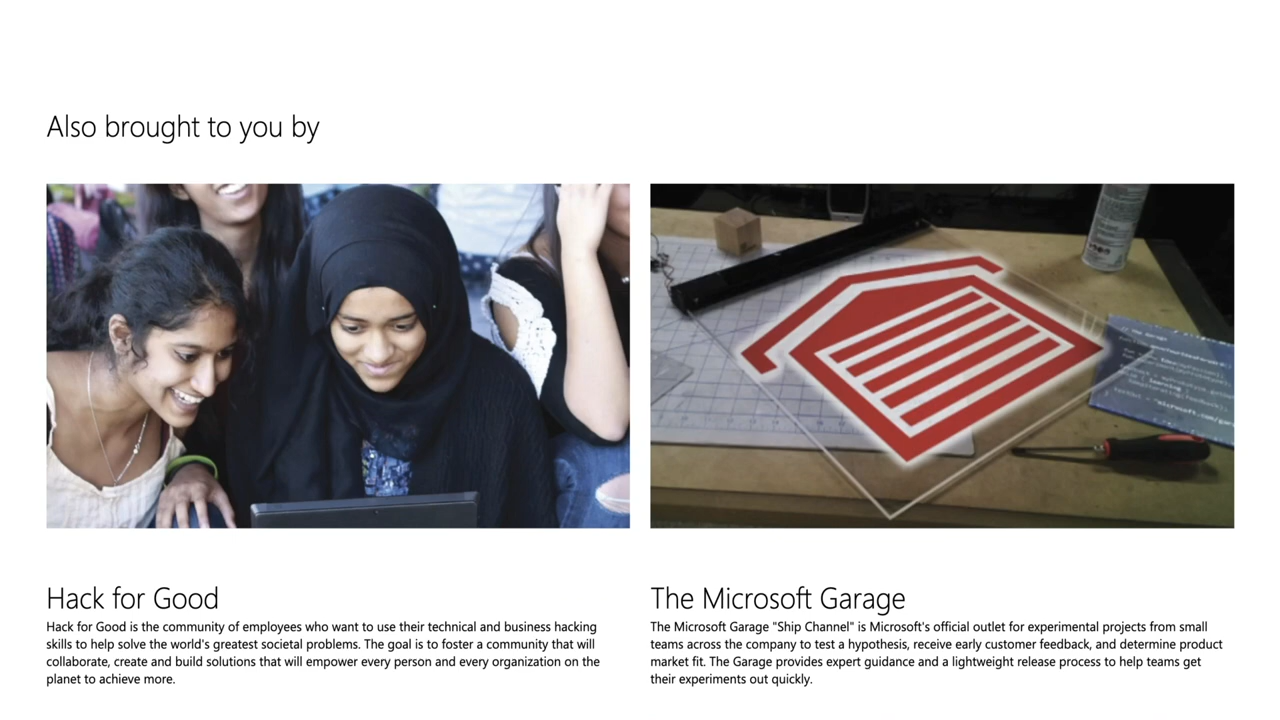 Also brought to you by
Hack for Good
Hack for Good is the community of employees who want to use their technical and business hacking
skills to help solve the world's greatest societal problems. The goal is to foster a community that will
collaborate, create and build solutions that will empower every person and every organization on the
planet to achieve more.
The Microsoft Garage
The Microsoft Garage "Ship Channel" is Microsoft's official outlet for experimental projects from small
teams across the company to test a hypothesis, receive early customer feedback, and determine product
market fit. The Garage provides expert guidance and a lightweight release process to help teams get
their experiments out quickly.